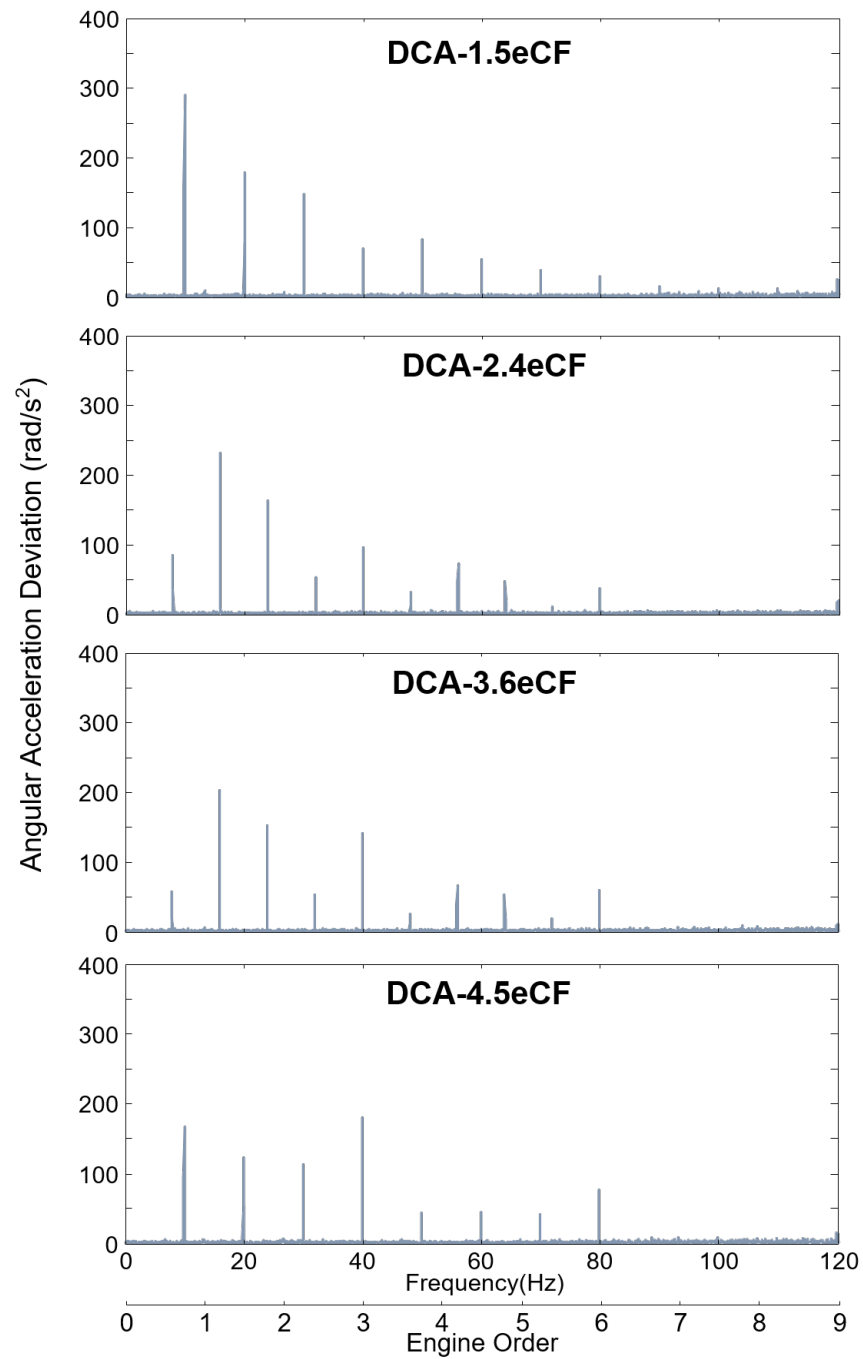 Angular Acceleration Deviation (rad/s²)
DCA-1.5eCF
400
300
200
100
0
DCA-2.4eCF
400
300
200
100
0
DCA-3.6eCF
400
300
200
100
0
DCA-4.5eCF
400
300
200
100
0
0 20 40 60 80 100 120
Frequency(Hz)
0 1 2 3 4 5 6 7 8 9
Engine Order